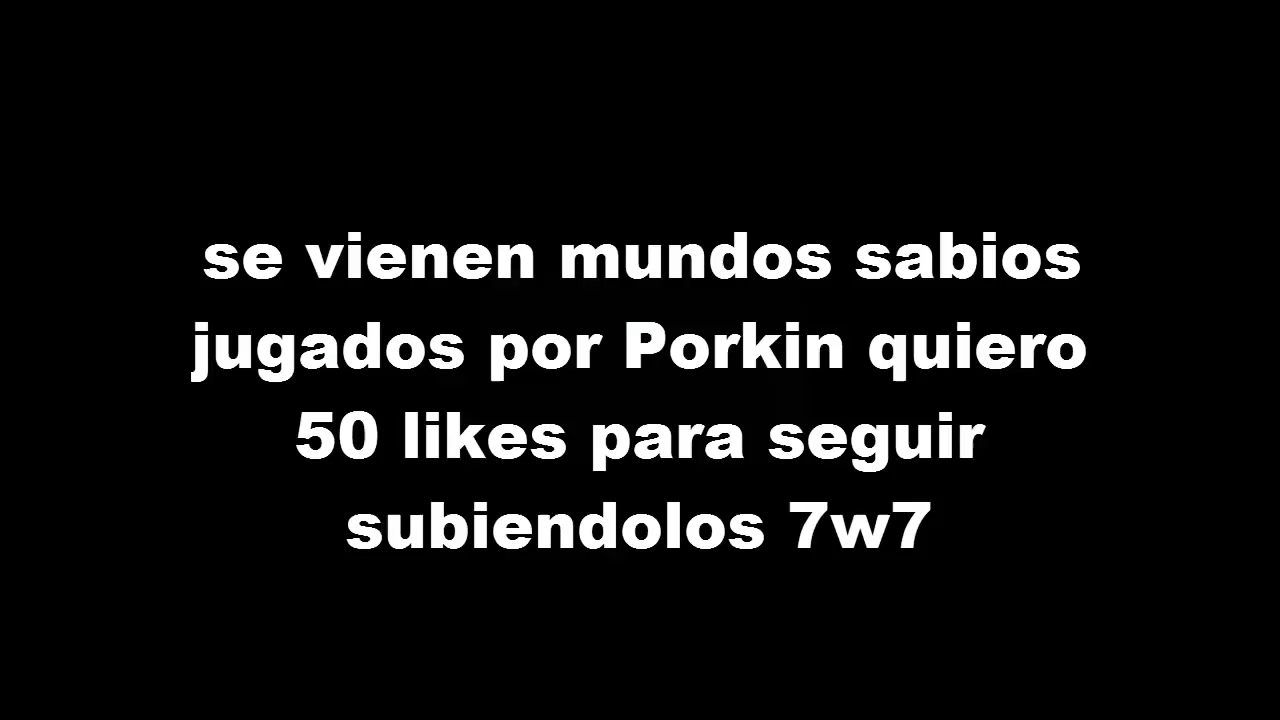 se vienen mundos sabios
jugados por Porkin quiero
50 likes para seguir
subiendolos 7w7